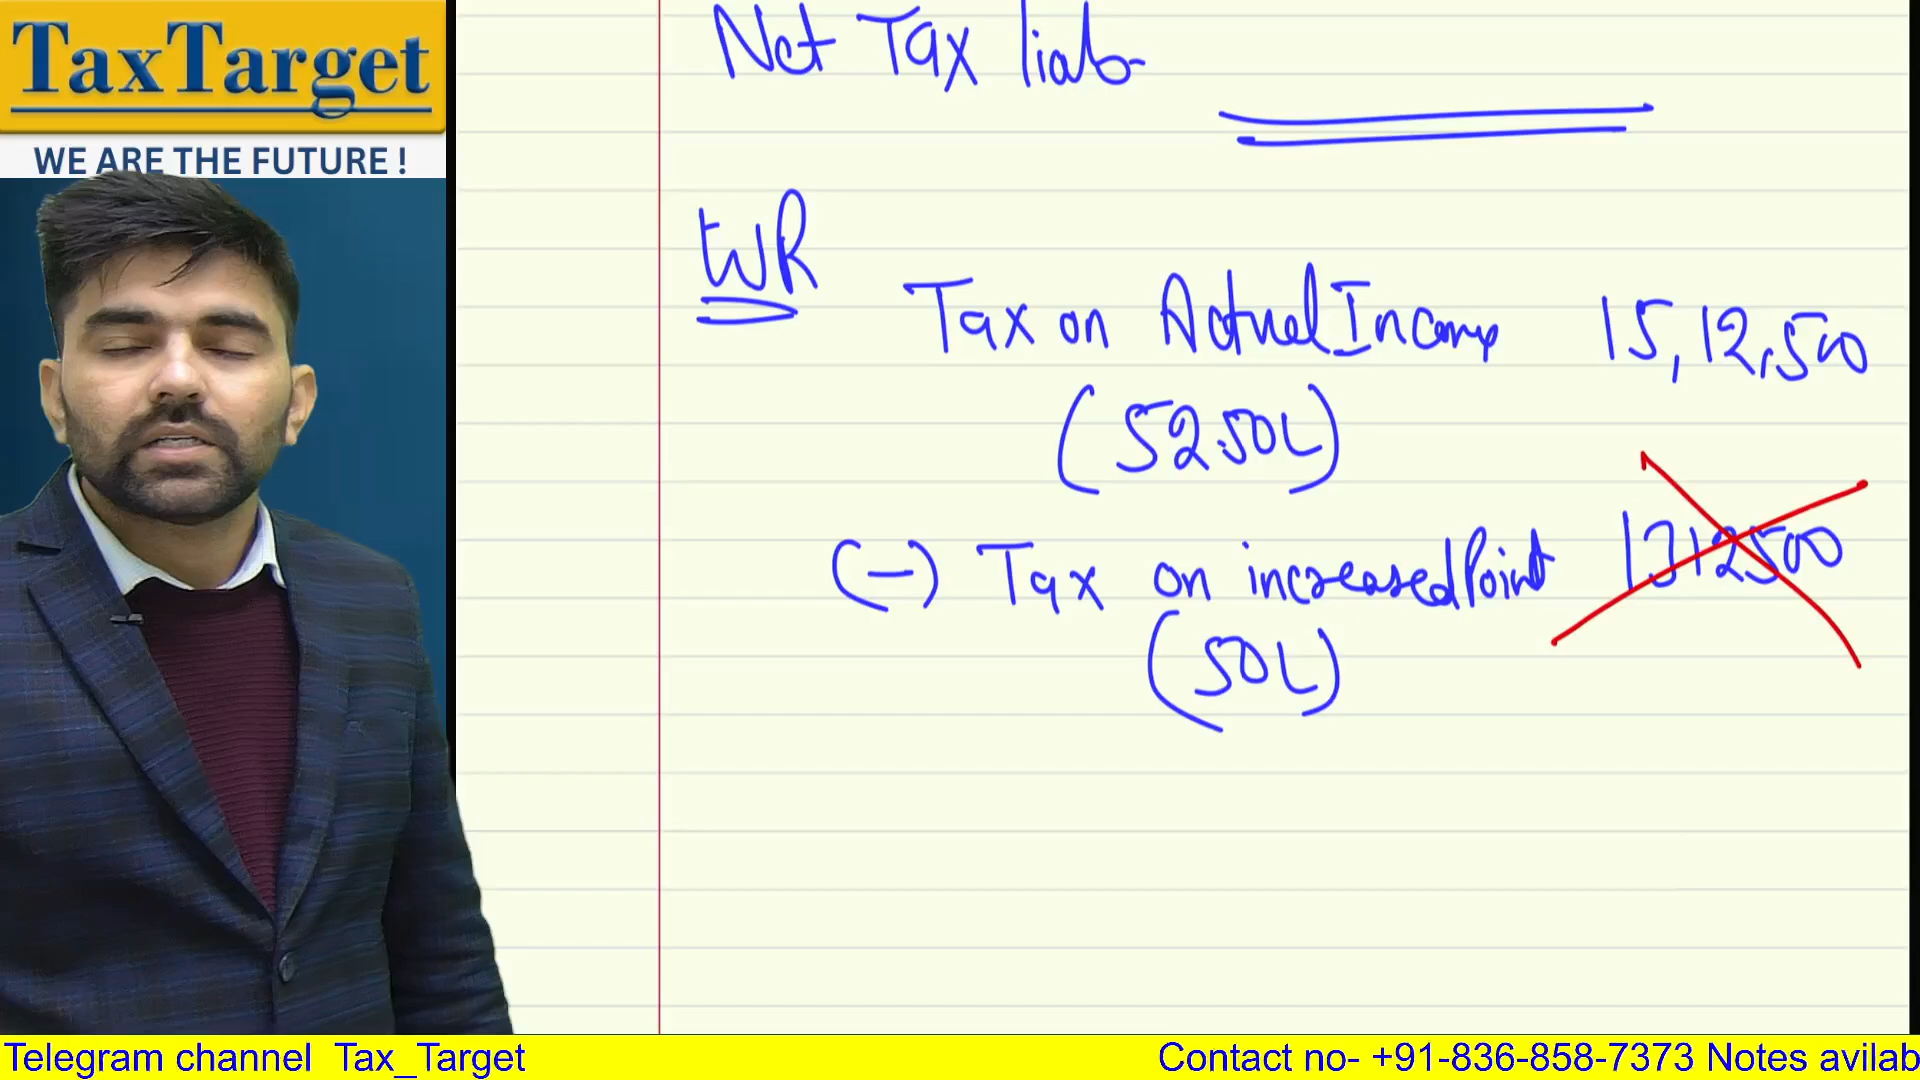 TaxTarget
WE ARE THE FUTURE !
Net Tax liab-
WR
Tax on Actual Income 15,12,500
(52.50L)
(-) Tax on increased Point 1312500
(50L)
Telegram channel Tax_Target
Contact no- +91-836-858-7373 Notes avilab